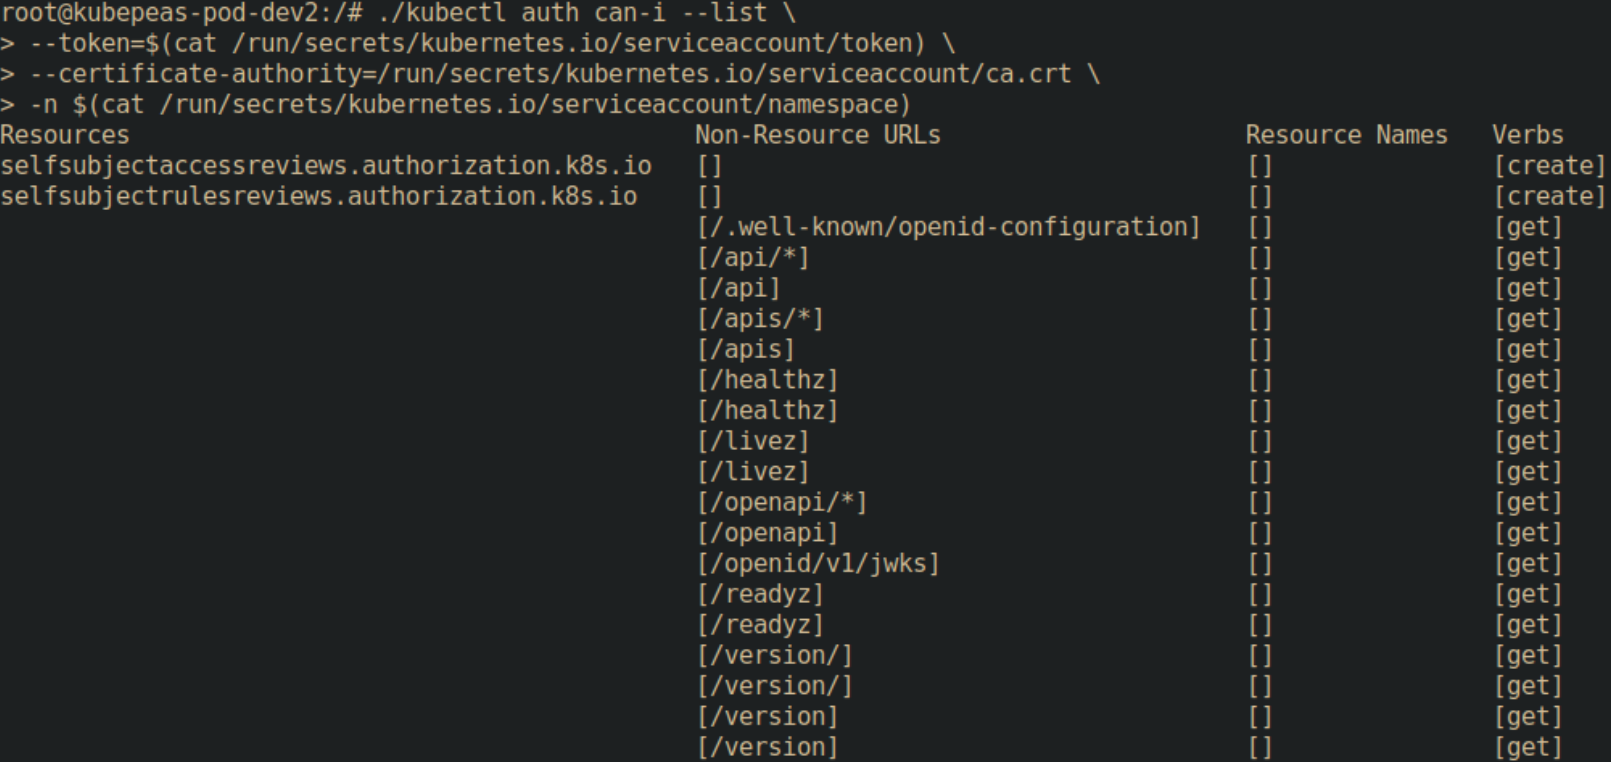 root@kubepeas-pod-dev2:/# ./kubectl auth can-i --list \
> --token=$(cat /run/secrets/kubernetes.io/serviceaccount/token) \
> --certificate-authority=/run/secrets/kubernetes.io/serviceaccount/ca.crt \
> -n $(cat /run/secrets/kubernetes.io/serviceaccount/namespace)
Resources Non-Resource URLs Resource Names Verbs
selfsubjectaccessreviews.authorization.k8s.io [] [] [create]
selfsubjectrulesreviews.authorization.k8s.io [] [] [create]
[/.well-known/openid-configuration] [] [get]
[/api/*] [] [get]
[/api] [] [get]
[/apis/*] [] [get]
[/apis] [] [get]
[/healthz] [] [get]
[/healthz] [] [get]
[/livez] [] [get]
[/livez] [] [get]
[/openapi/*] [] [get]
[/openapi] [] [get]
[/openid/v1/jwks] [] [get]
[/readyz] [] [get]
[/readyz] [] [get]
[/version/] [] [get]
[/version/] [] [get]
[/version] [] [get]
[/version] [] [get]